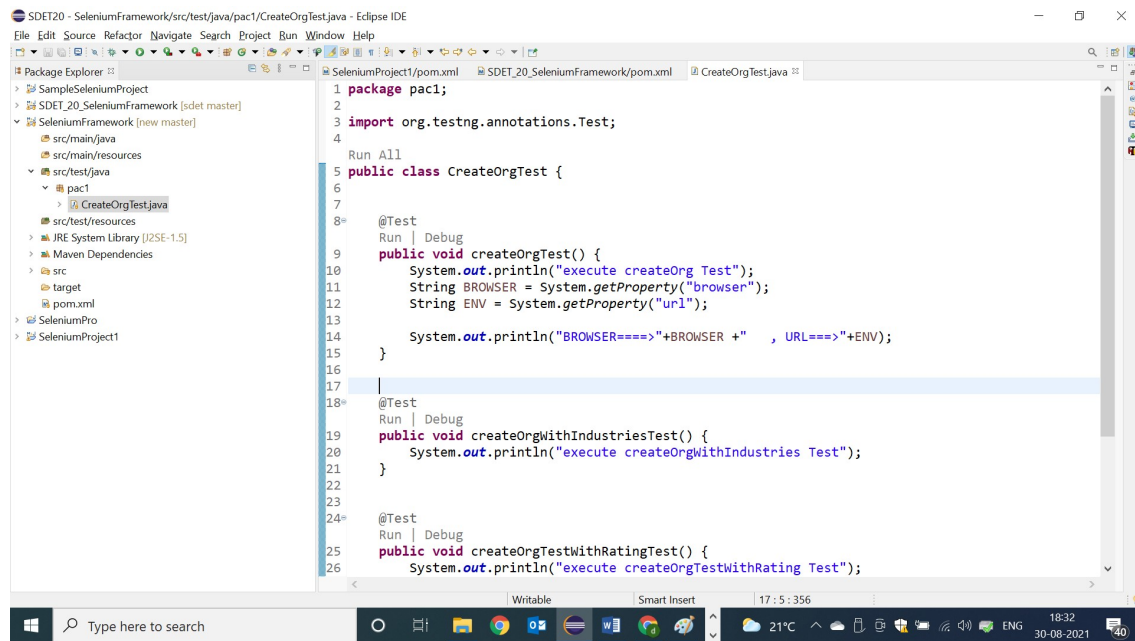 SDET20 - SeleniumFramework/src/test/java/pac1/CreateOrgTest.java - Eclipse IDE
File Edit Source Refactor Navigate Search Project Run Window Help
Package Explorer
SampleSeleniumProject
SDET_20_SeleniumFramework [sdet master]
SeleniumFramework [new master]
src/main/java
src/main/resources
src/test/java
pac1
CreateOrgTest.java
src/test/resources
JRE System Library [J2SE-1.5]
Maven Dependencies
src
target
pom.xml
SeleniumPro
SeleniumProject1
SeleniumProject1/pom.xml SDET_20_SeleniumFramework/pom.xml CreateOrgTest.java
1 package pac1;
2
3 import org.testng.annotations.Test;
4
Run All
5 public class CreateOrgTest {
6
7
8 @Test
Run | Debug
9 public void createOrgTest() {
10 System.out.println("execute createOrg Test");
11 String BROWSER = System.getProperty("browser");
12 String ENV = System.getProperty("url");
13
14 System.out.println("BROWSER====>"+BROWSER +"   , URL===>"+ENV);
15 }
16
17
18 @Test
Run | Debug
19 public void createOrgWithIndustriesTest() {
20 System.out.println("execute createOrgWithIndustries Test");
21 }
22
23
24 @Test
Run | Debug
25 public void createOrgTestWithRatingTest() {
26 System.out.println("execute createOrgTestWithRating Test");
Writable Smart Insert 17 : 5 : 356
Type here to search
21°C ENG 18:32
30-08-2021
40